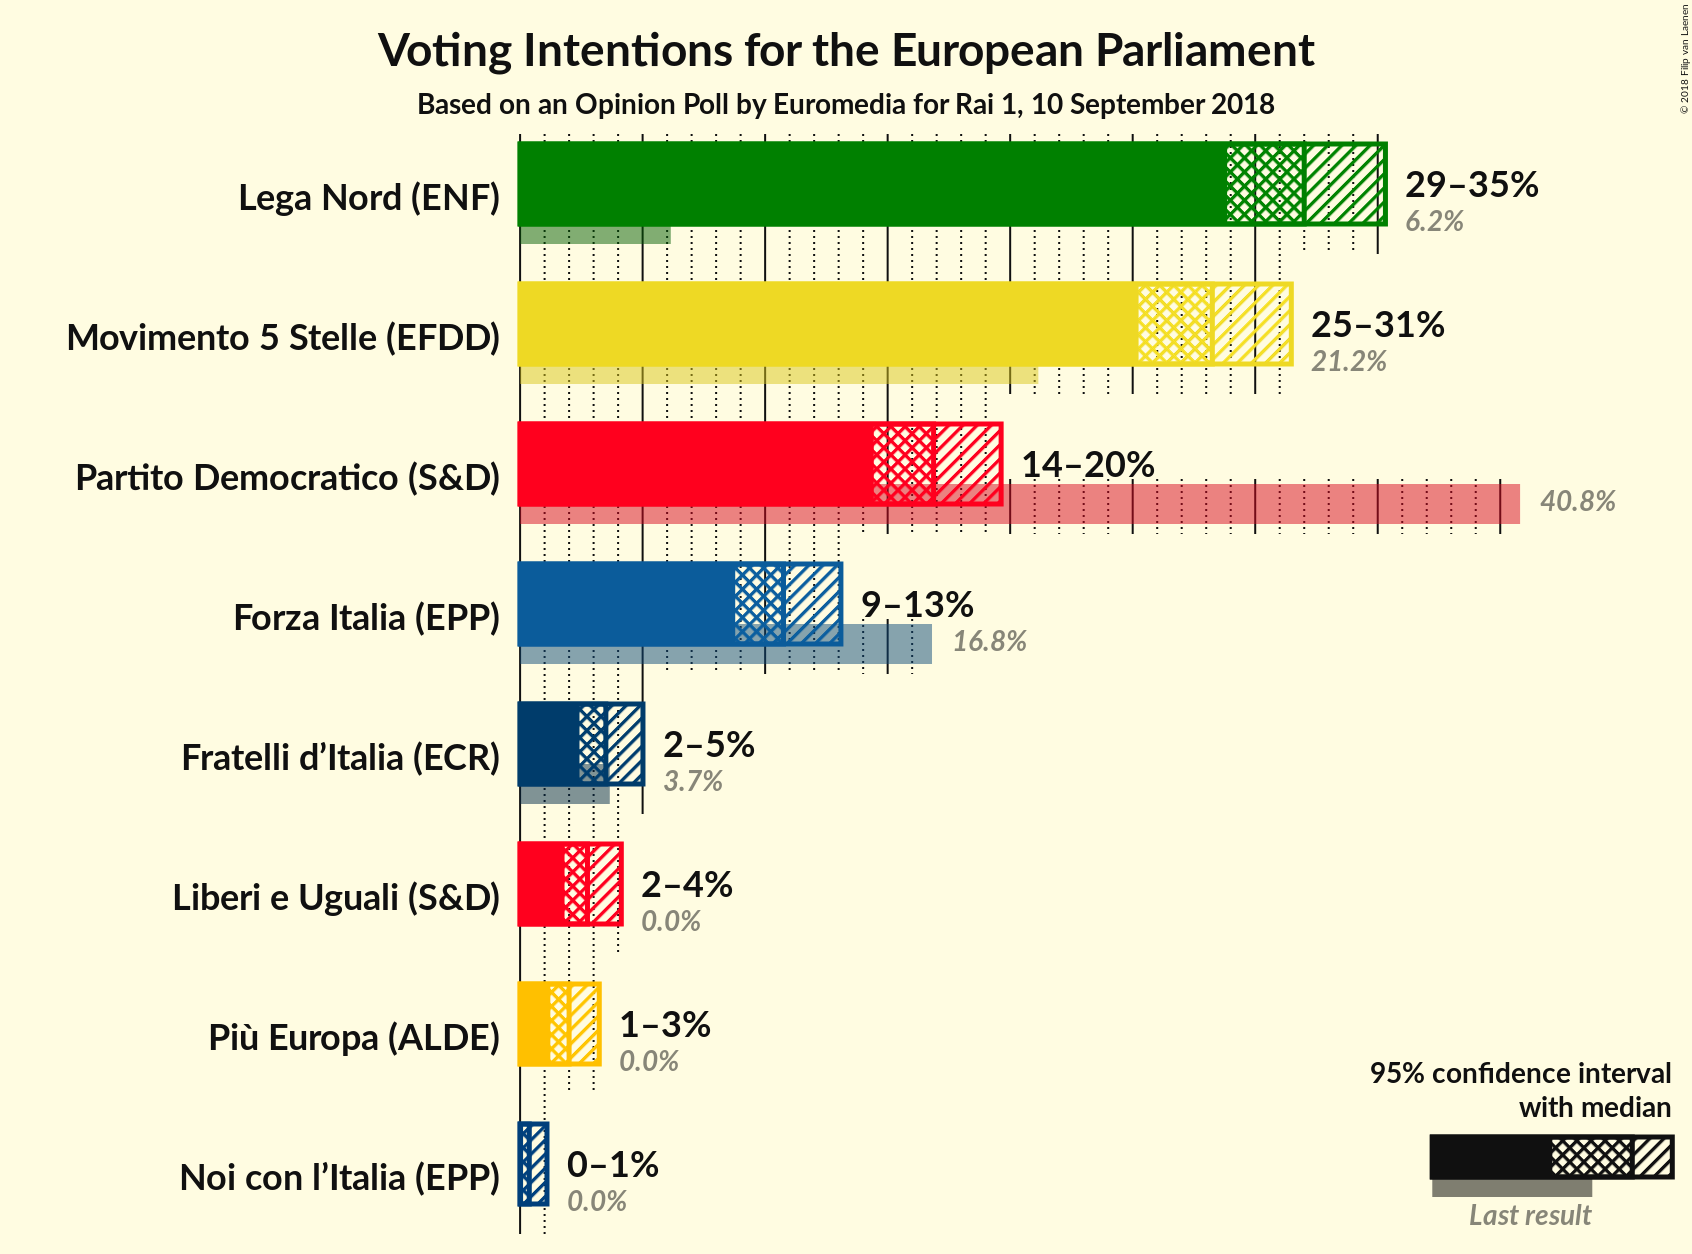 Voting Intentions for the European Parliament
Based on an Opinion Poll by Euromedia for Rai 1, 10 September 2018
© 2018 Filip van Laenen
Lega Nord (ENF)
29–35%
6.2%
Movimento 5 Stelle (EFDD)
25–31%
21.2%
Partito Democratico (S&D)
14–20%
40.8%
Forza Italia (EPP)
9–13%
16.8%
Fratelli d’Italia (ECR)
2–5%
3.7%
Liberi e Uguali (S&D)
2–4%
0.0%
Più Europa (ALDE)
1–3%
0.0%
Noi con l’Italia (EPP)
0–1%
0.0%
95% confidence interval
with median
Last result